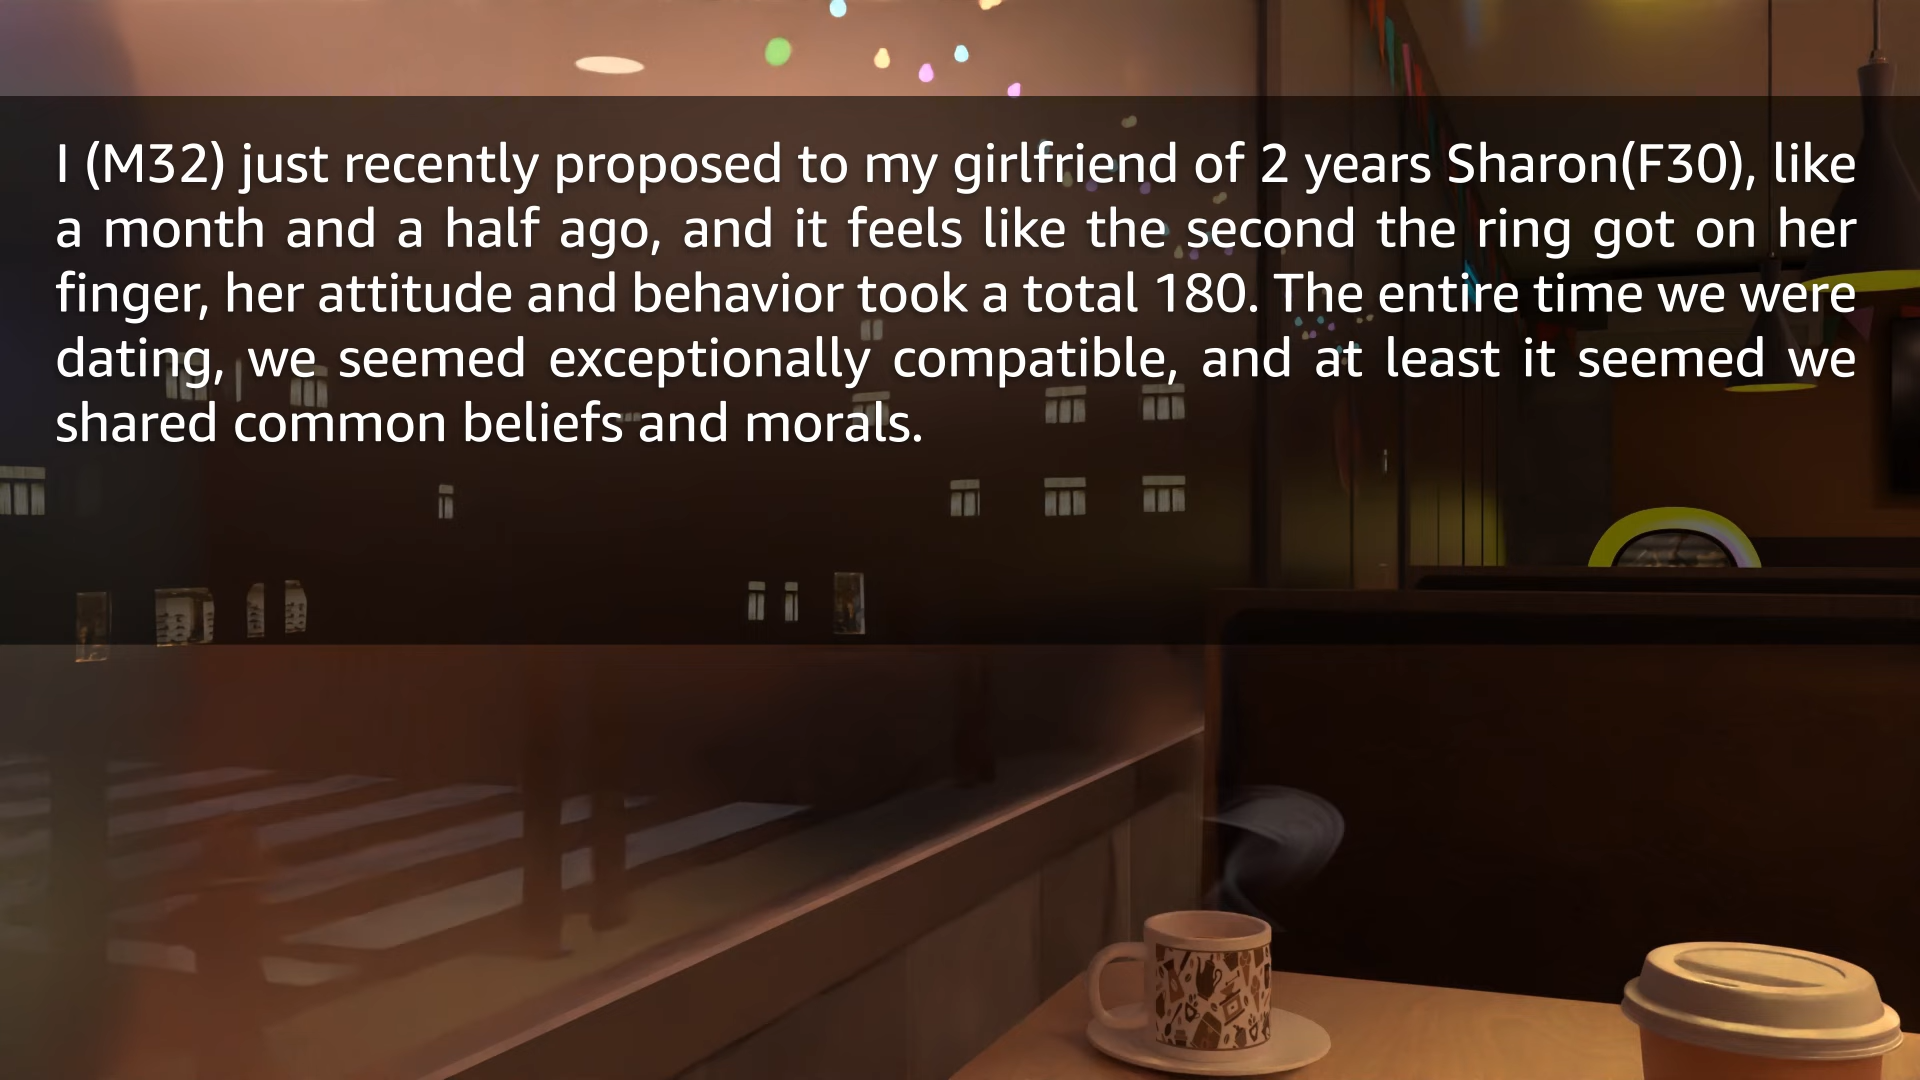 I (M32) just recently proposed to my girlfriend of 2 years Sharon(F30), like
a month and a half ago, and it feels like the second the ring got on her
finger, her attitude and behavior took a total 180. The entire time we were
dating, we seemed exceptionally compatible, and at least it seemed we
shared common beliefs and morals.